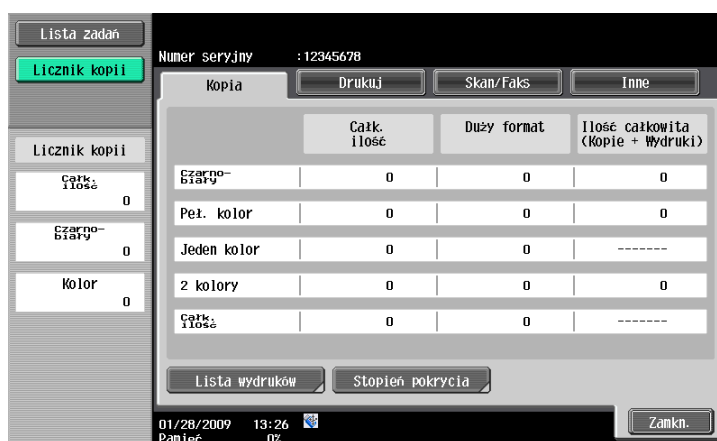 Lista zadań
Licznik kopii
Licznik kopii
Całk.
ilość
0
Czarno-
biały
0
Kolor
0
Numer seryjny :12345678
Kopia Drukuj Skan/Faks Inne
Całk.
ilość
Duży format
Ilość całkowita
(Kopie + Wydruki)
Czarno-
biały
0 0 0
Peł. kolor 0 0 0
Jeden kolor 0 0 -------
2 kolory 0 0 0
Całk.
ilość
0 0 -------
Lista wydruków Stopień pokrycia
01/28/2009 13:26
Pamięć 0%
Zamkn.